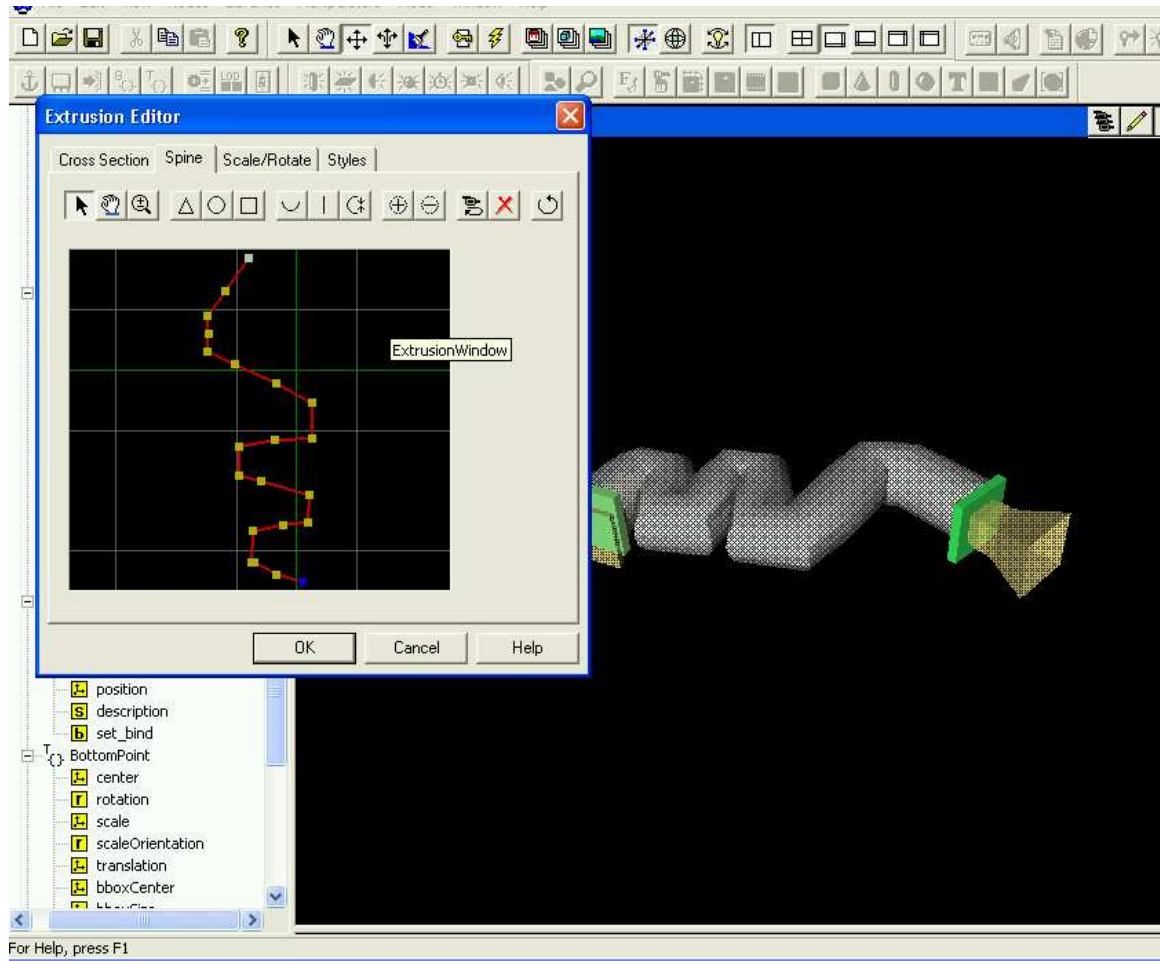 Extrusion Editor
Cross Section Spine Scale/Rotate Styles
ExtrusionWindow
OK Cancel Help
position
S description
b set_bind
T BottomPoint
{}
center
r rotation
scale
r scaleOrientation
translation
bboxCenter
For Help, press F1